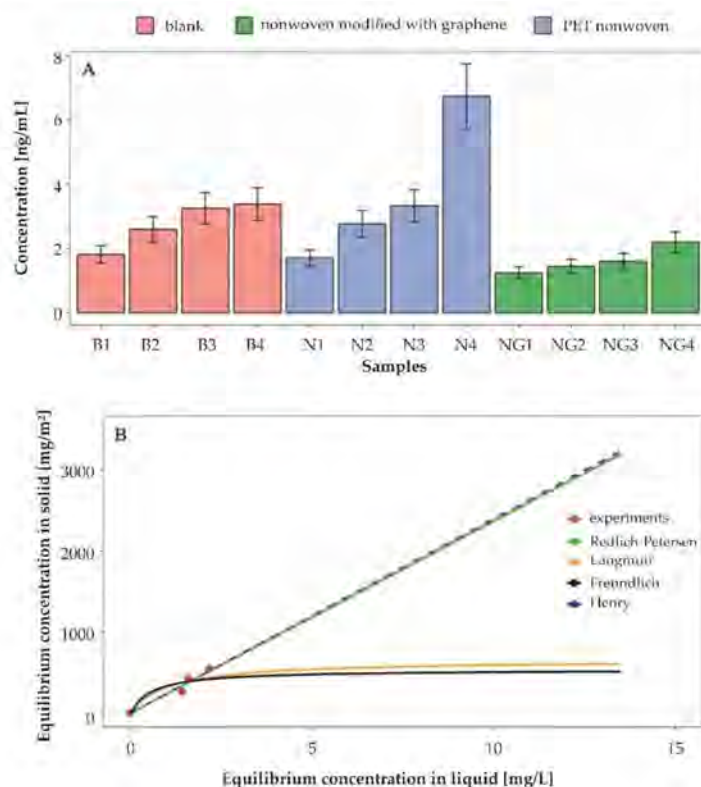 blank nonwoven modified with graphene PET nonwoven
A
Concentration [ng/mL]
8
6
4
2
0
B1 B2 B3 B4 N1 N2 N3 N4 NG1 NG2 NG3 NG4
Samples
B
Equilibrium concentration in solid [mg/m²]
3000
2000
1000
0
experiments
Redlich-Petersen
Langmuir
Freundlich
Henry
0 5 10 15
Equilibrium concentration in liquid [mg/L]